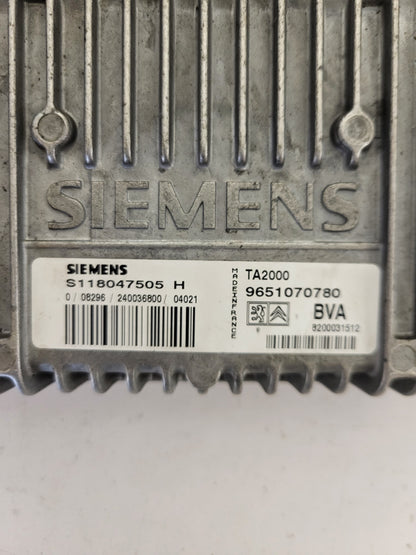 SIEMENS
SIEMENS
S118047505 H
0 / 08296 / 240036800 / 04021
MADE IN FRANCE
TA2000
9651070780
BVA
8200031512